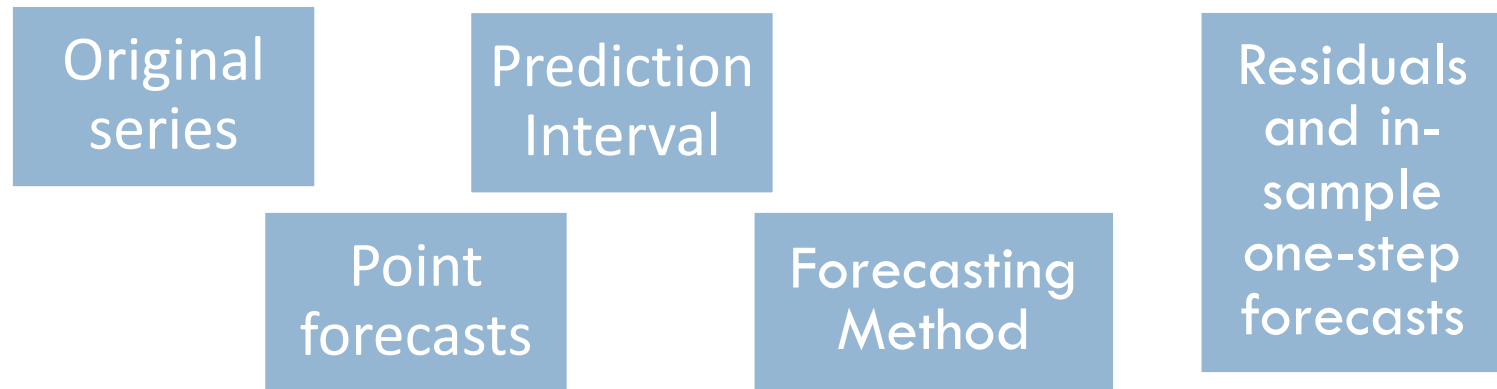 Original
series
Prediction
Interval
Point
forecasts
Forecasting
Method
Residuals
and in-
sample
one-step
forecasts